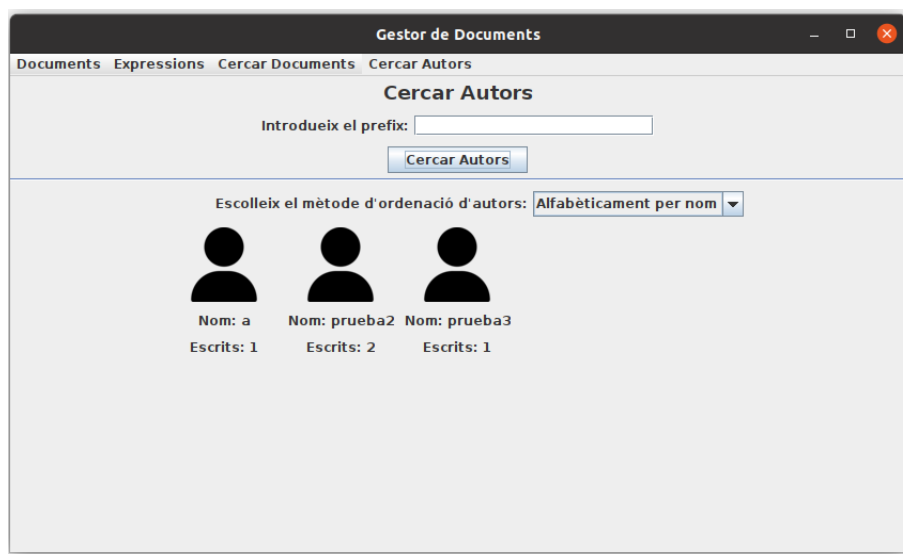 Gestor de Documents
Documents Expressions Cercar Documents Cercar Autors
Cercar Autors
Introdueix el prefix:
Cercar Autors
Escolleix el mètode d'ordenació d'autors: Alfabèticament per nom
Nom: a Nom: prueba2 Nom: prueba3
Escrits: 1 Escrits: 2 Escrits: 1